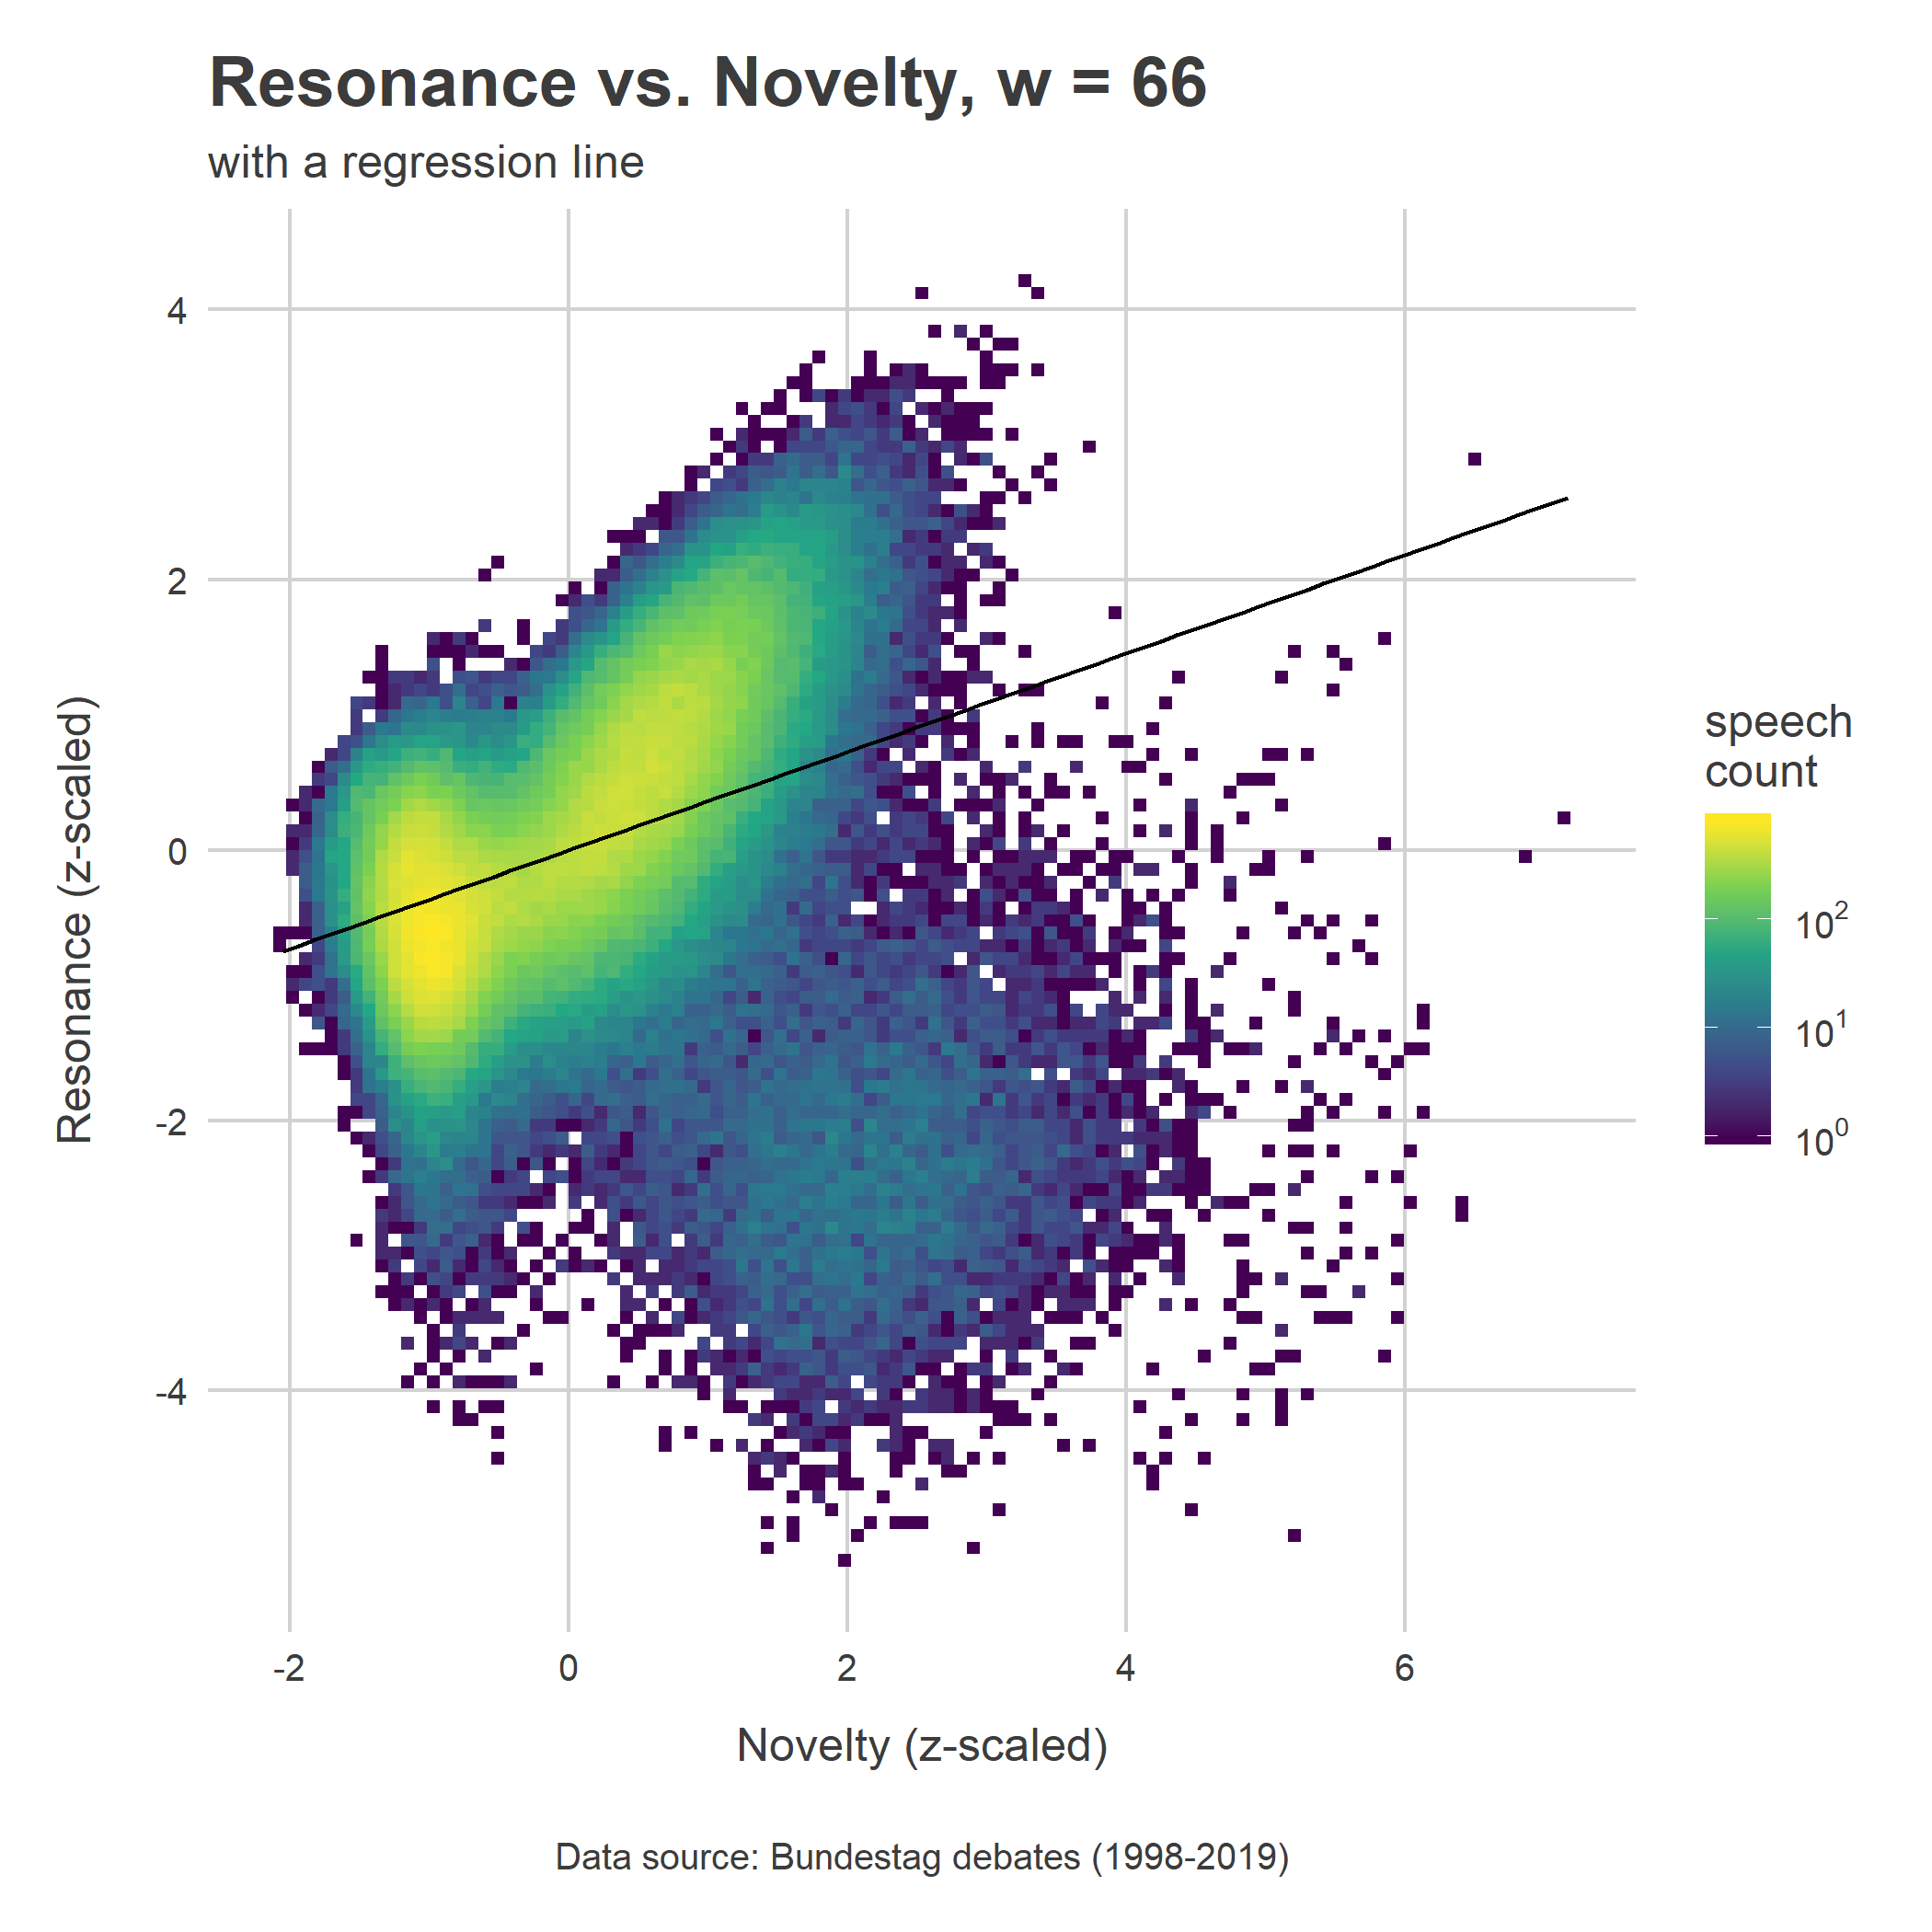 Resonance vs. Novelty, w = 66
with a regression line
4
2
0
-2
-4
Resonance (z-scaled)
-2 0 2 4 6
Novelty (z-scaled)
speech
count
10²
10¹
10⁰
Data source: Bundestag debates (1998-2019)